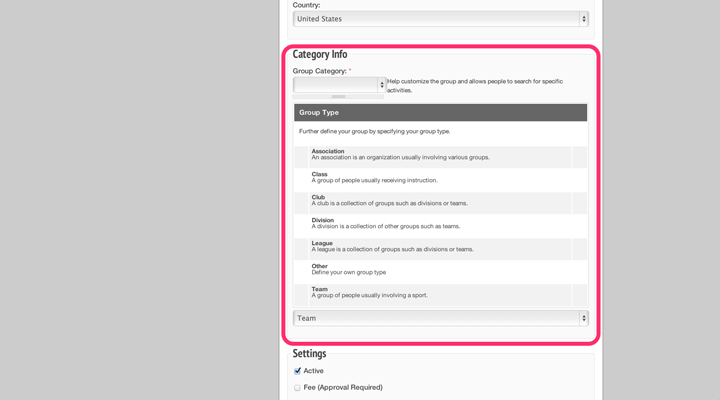 Country:
United States
Category Info
Group Category: *
Help customize the group and allows people to search for specific
activities.
Group Type
Further define your group by specifying your group type.
Association
An association is an organization usually involving various groups.
Class
A group of people usually receiving instruction.
Club
A club is a collection of groups such as divisions or teams.
Division
A division is a collection of other groups such as teams.
League
A league is a collection of groups such as divisions or teams.
Other
Define your own group type
Team
A group of people usually involving a sport.
Team
Settings
Active
Fee (Approval Required)